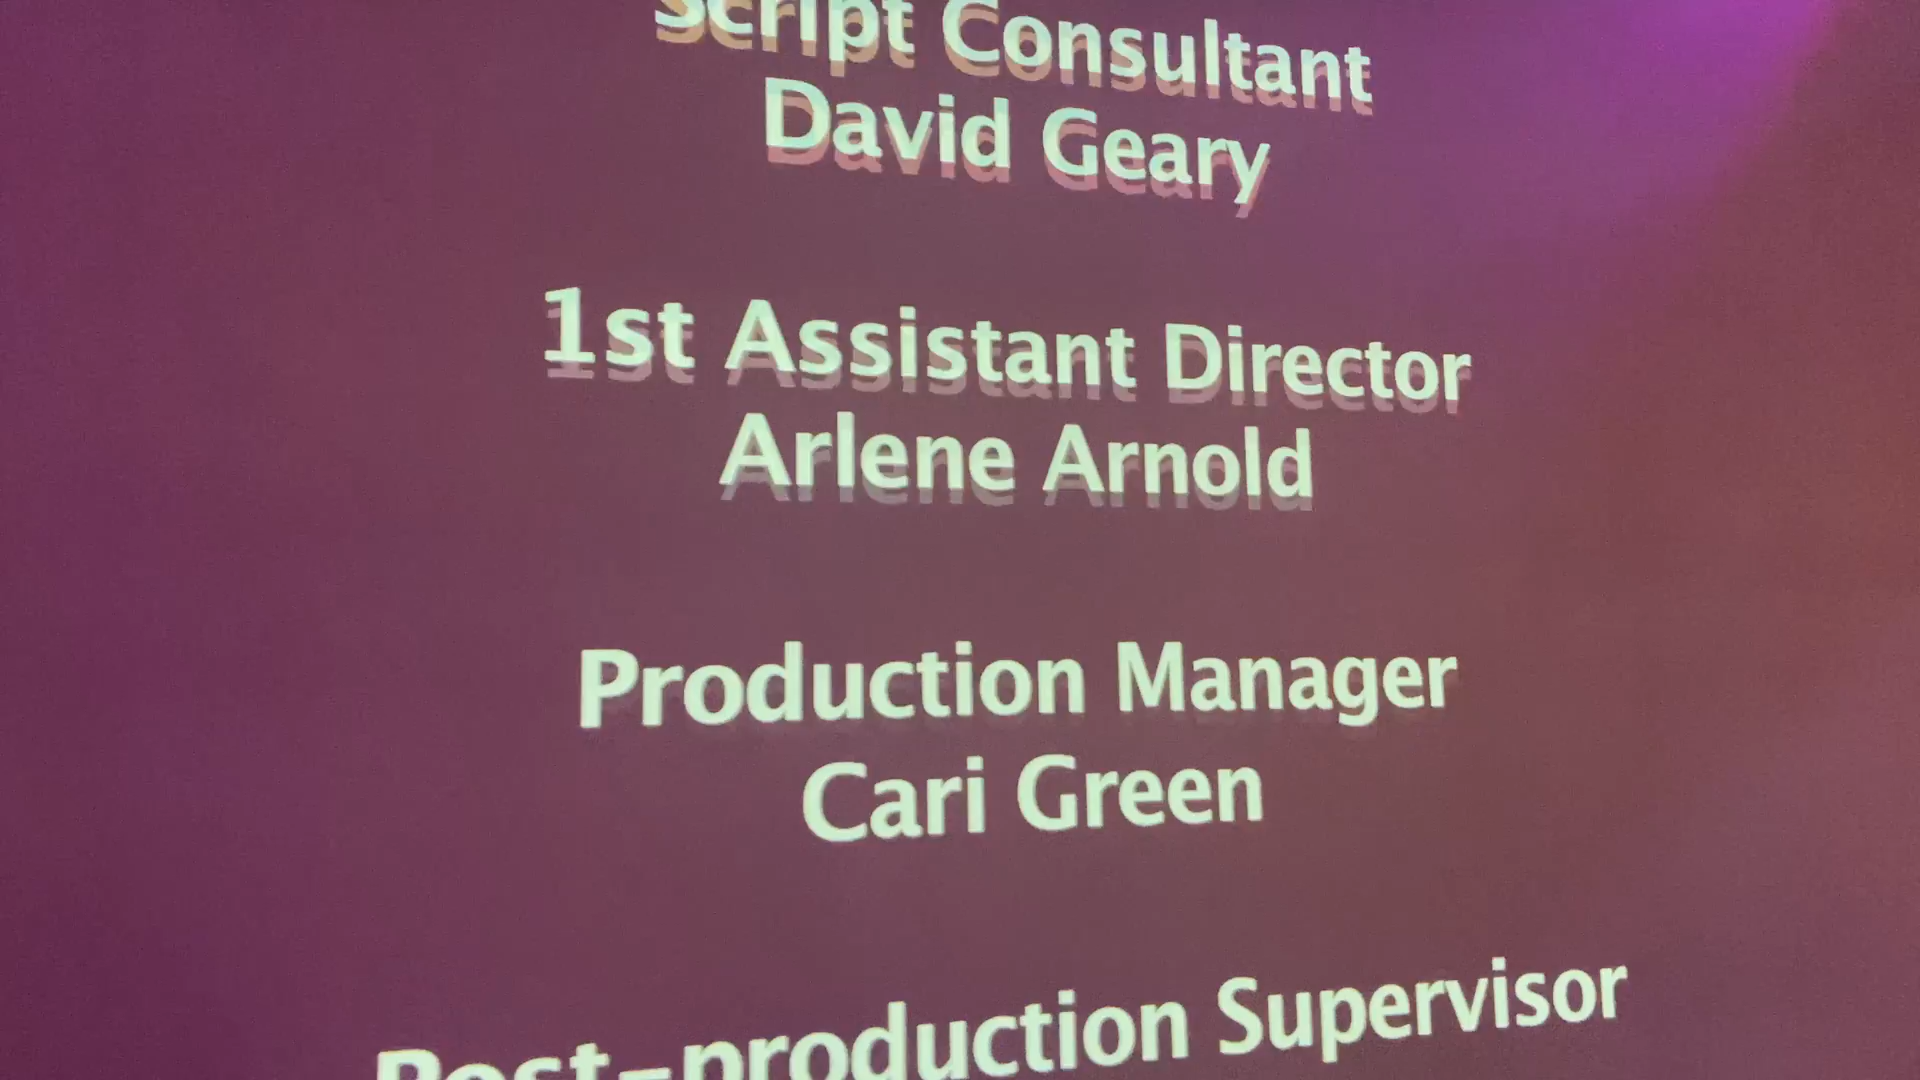 Script Consultant
David Geary
1st Assistant Director
Arlene Arnold
Production Manager
Cari Green
Post-production Supervisor